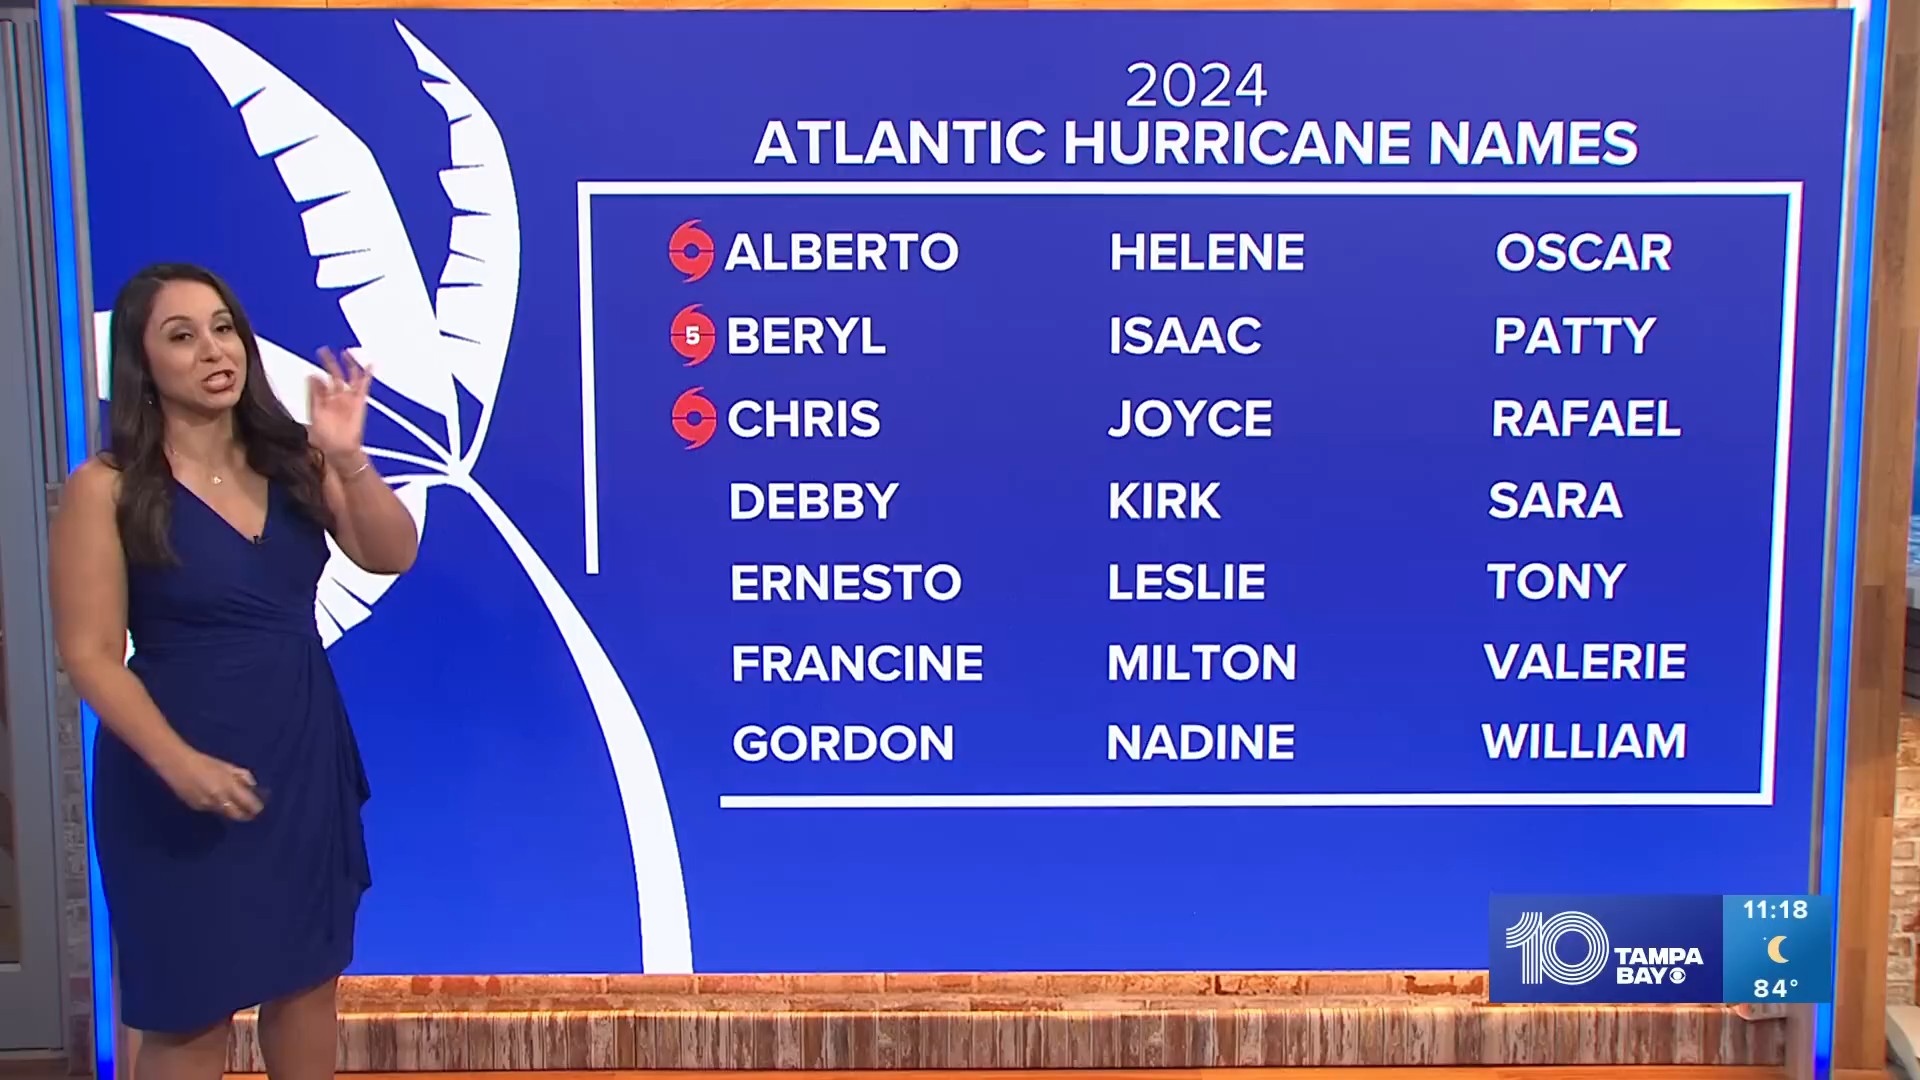 2024
ATLANTIC HURRICANE NAMES
ALBERTO HELENE OSCAR
5 BERYL ISAAC PATTY
CHRIS JOYCE RAFAEL
DEBBY KIRK SARA
ERNESTO LESLIE TONY
FRANCINE MILTON VALERIE
GORDON NADINE WILLIAM
10 TAMPA BAY
11:18
84°